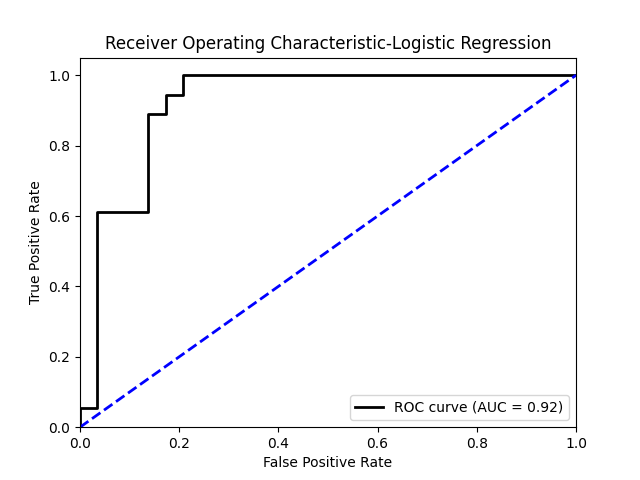 Receiver Operating Characteristic-Logistic Regression
True Positive Rate
1.0
0.8
0.6
0.4
0.2
0.0
ROC curve (AUC = 0.92)
0.0 0.2 0.4 0.6 0.8 1.0
False Positive Rate